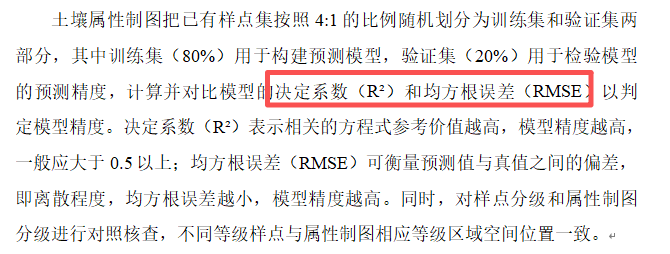 土壤属性制图把已有样点集按照 4:1 的比例随机划分为训练集和验证集两
部分，其中训练集（80%）用于构建预测模型，验证集（20%）用于检验模型
的预测精度，计算并对比模型的决定系数（R²）和均方根误差（RMSE）以判
定模型精度。决定系数（R²）表示相关的方程式参考价值越高，模型精度越高，
一般应大于 0.5 以上；均方根误差（RMSE）可衡量预测值与真值之间的偏差，
即离散程度，均方根误差越小，模型精度越高。同时，对样点分级和属性制图
分级进行对照核查，不同等级样点与属性制图相应等级区域空间位置一致。